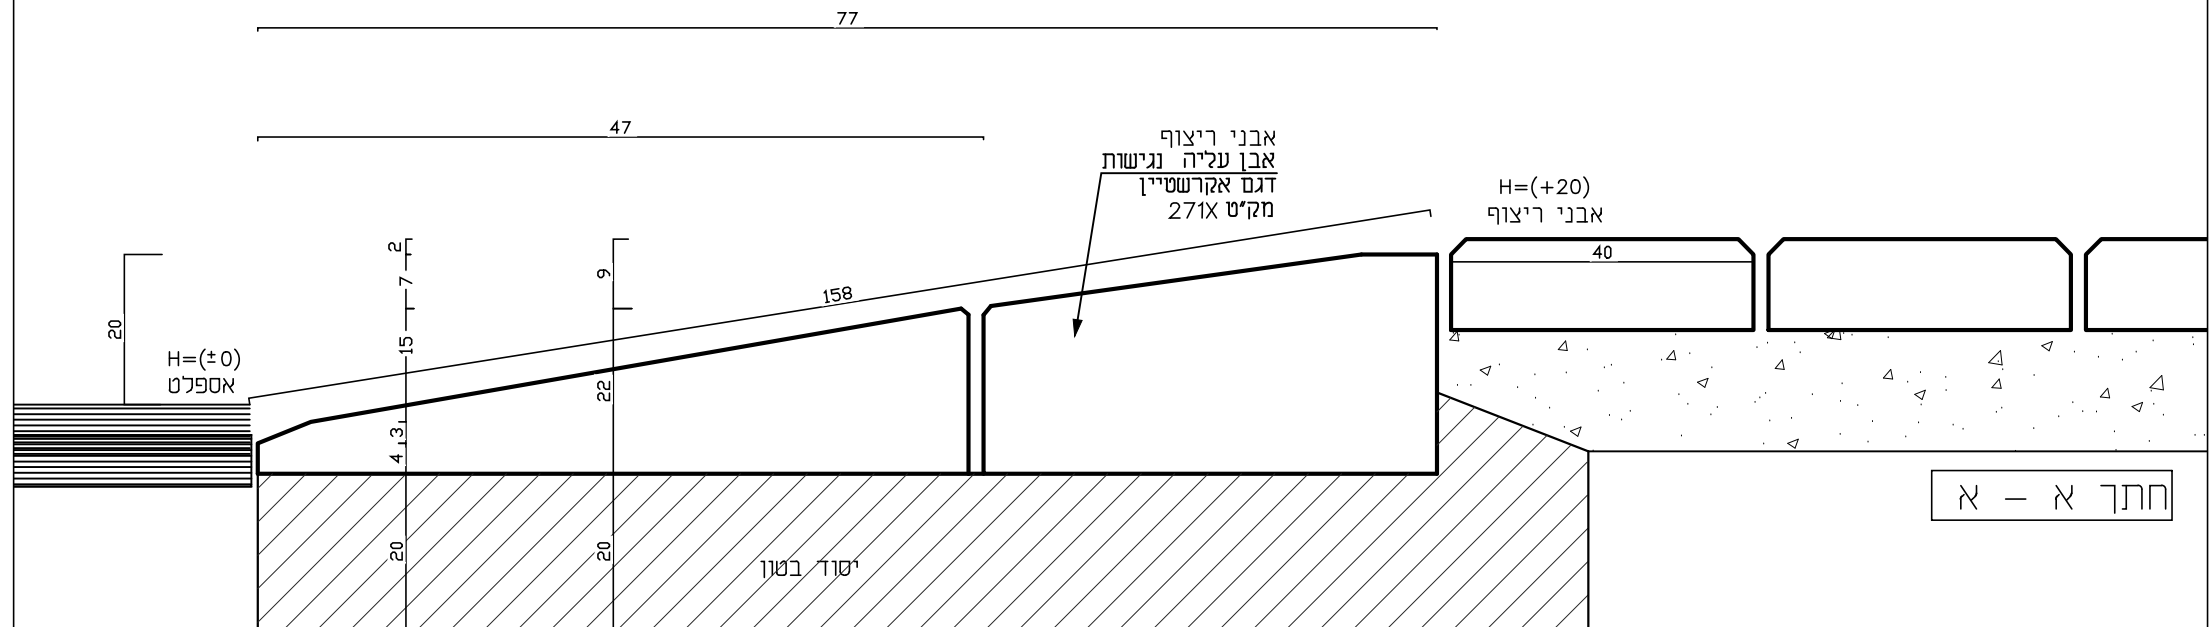 77
47
אבני ריצוף
אבן עליה נגישות
דגם אקרשטיין
מק"ט 271X
H=(+20)
אבני ריצוף
40
2
7
15
3
4
20
9
22
20
158
20
H=(±0)
אספלט
יסוד בטון
חתך א - א